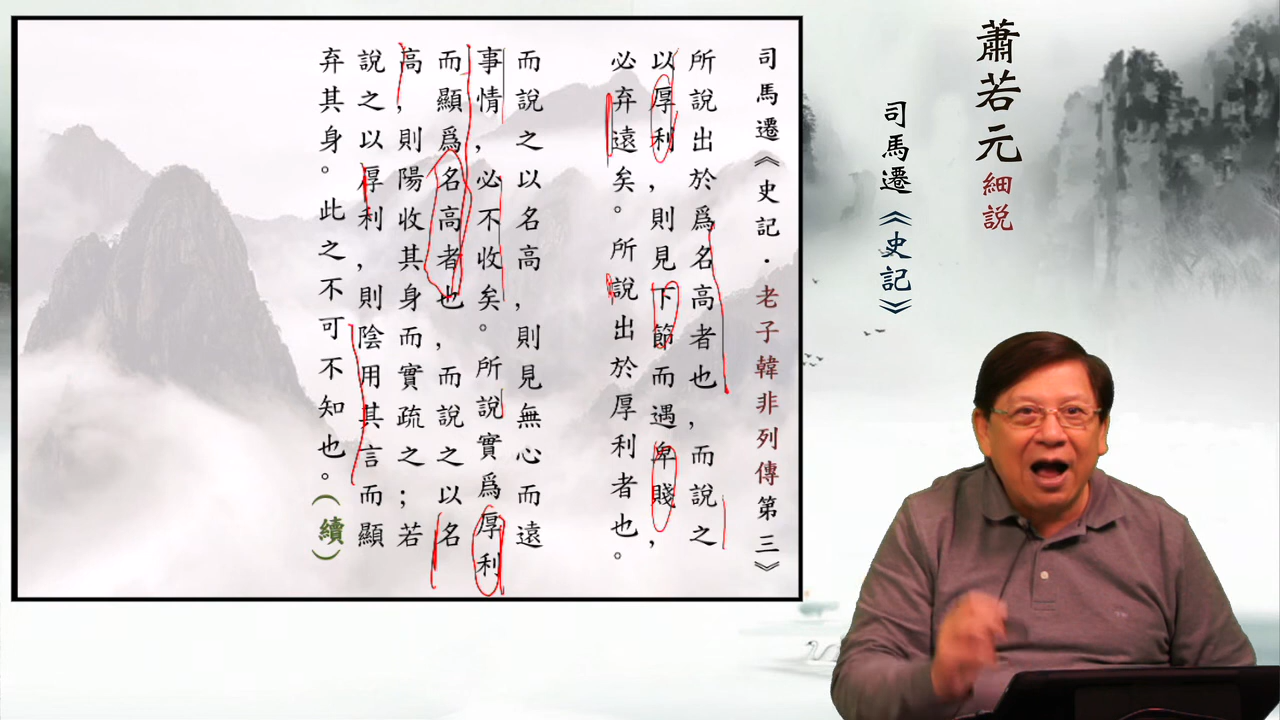 蕭若元細説
司馬遷《史記》
司馬遷《史記·老子韓非列傳第三》
所說出於爲名高者也，而說之
以厚利，則見下節而遇卑賤，
必弃遠矣。所說出於厚利者也。
而說之以名高，則見無心而遠
事情，必不收矣。所說實爲厚利
而顯爲名高者也，而說之以名
高，則陽收其身而實疏之；若
說之以厚利，則陰用其言而顯
弃其身。此之不可不知也。（續）